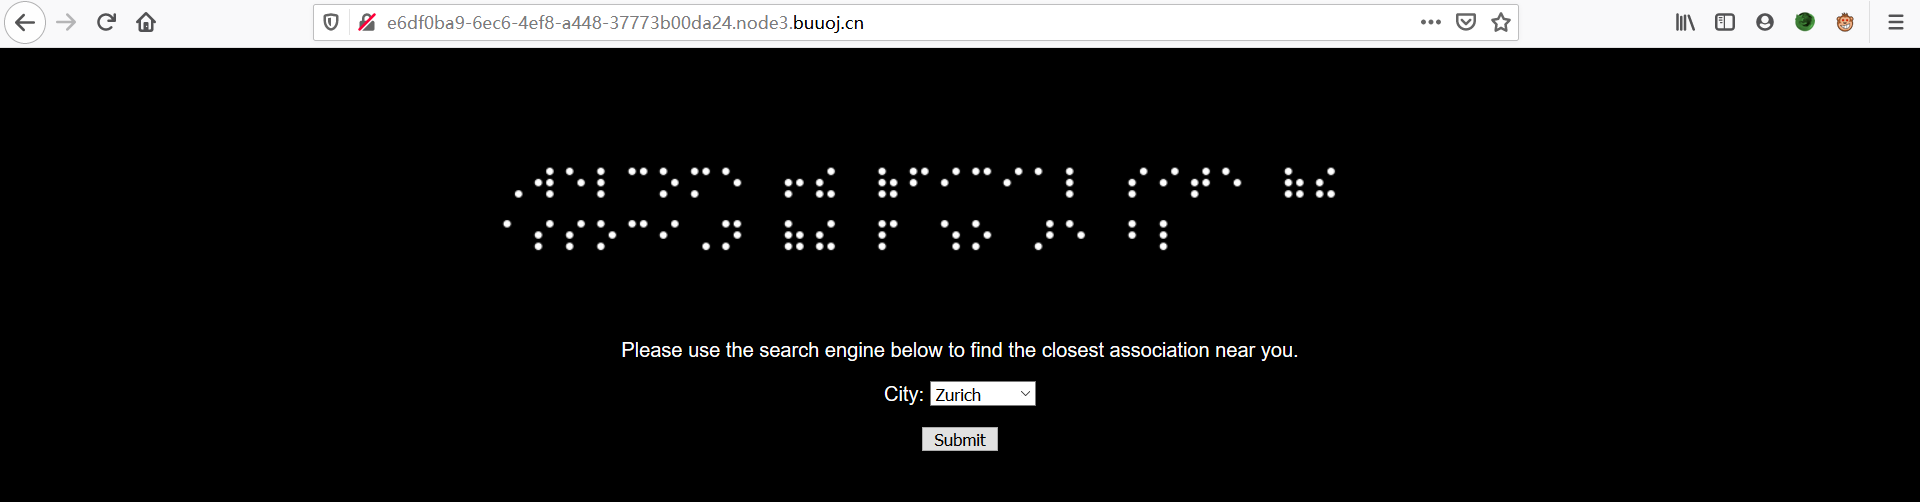 e6df0ba9-6ec6-4ef8-a448-37773b00da24.node3.buuoj.cn
⠠⠺⠑⠇⠉⠕⠍⠑ ⠖⠮ ⠷⠋⠊⠉⠊⠁⠇ ⠎⠊⠞⠑ ⠷⠮
⠁⠎⠎⠕⠉⠊⠠⠝ ⠷⠮ ⠏ ⠱⠕ ⠜⠑ ⠃⠇
Please use the search engine below to find the closest association near you.
City: Zurich
Submit